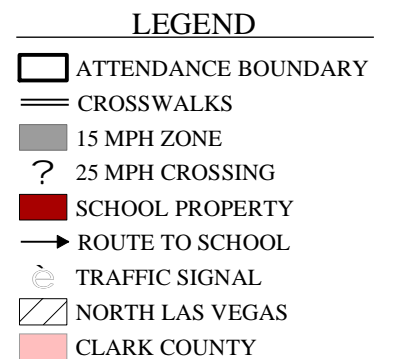 LEGEND
ATTENDANCE BOUNDARY
CROSSWALKS
15 MPH ZONE
? 25 MPH CROSSING
SCHOOL PROPERTY
ROUTE TO SCHOOL
è TRAFFIC SIGNAL
NORTH LAS VEGAS
CLARK COUNTY